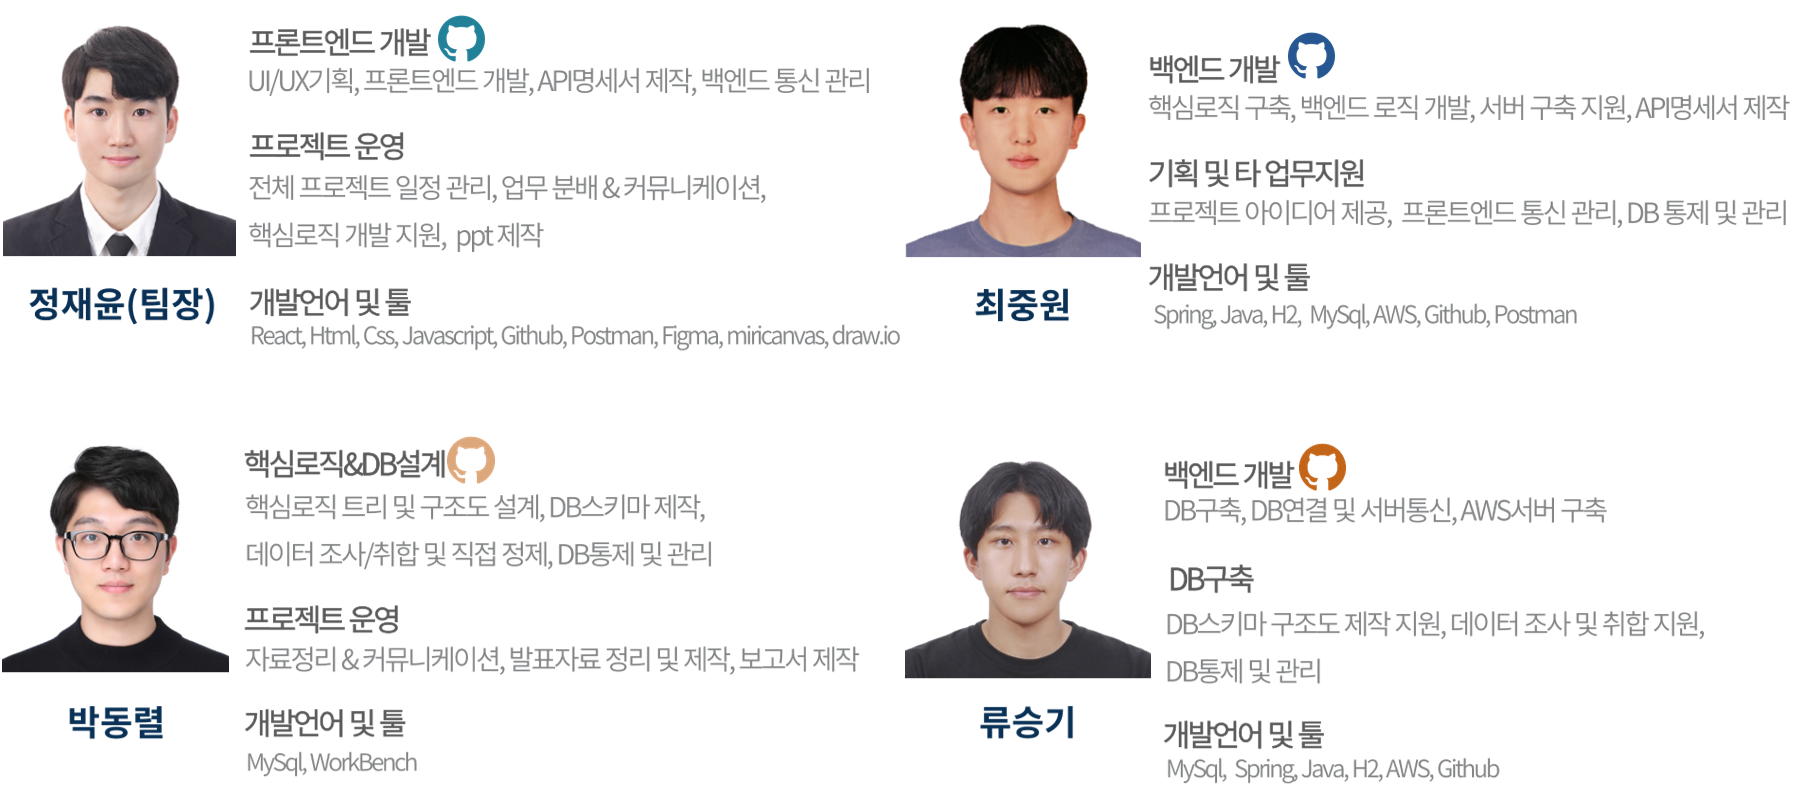 프론트엔드 개발
UI/UX기획, 프론트엔드 개발, API명세서 제작, 백엔드 통신 관리
프로젝트 운영
전체 프로젝트 일정 관리, 업무 분배 & 커뮤니케이션,
핵심로직 개발 지원, ppt 제작
정재윤(팀장)
개발언어 및 툴
React, Html, Css, Javascript, Github, Postman, Figma, miricanvas, draw.io
백엔드 개발
핵심로직 구축, 백엔드 로직 개발, 서버 구축 지원, API명세서 제작
기획 및 타 업무지원
프로젝트 아이디어 제공, 프론트엔드 통신 관리, DB 통제 및 관리
최중원
개발언어 및 툴
Spring, Java, H2, MySql, AWS, Github, Postman
핵심로직&DB설계
핵심로직 트리 및 구조도 설계, DB스키마 제작,
데이터 조사/취합 및 직접 정제, DB통제 및 관리
프로젝트 운영
자료정리 & 커뮤니케이션, 발표자료 정리 및 제작, 보고서 제작
박동렬
개발언어 및 툴
MySql, WorkBench
백엔드 개발
DB구축, DB연결 및 서버통신, AWS서버 구축
DB구축
DB스키마 구조도 제작 지원, 데이터 조사 및 취합 지원,
DB통제 및 관리
류승기
개발언어 및 툴
MySql, Spring, Java, H2, AWS, Github